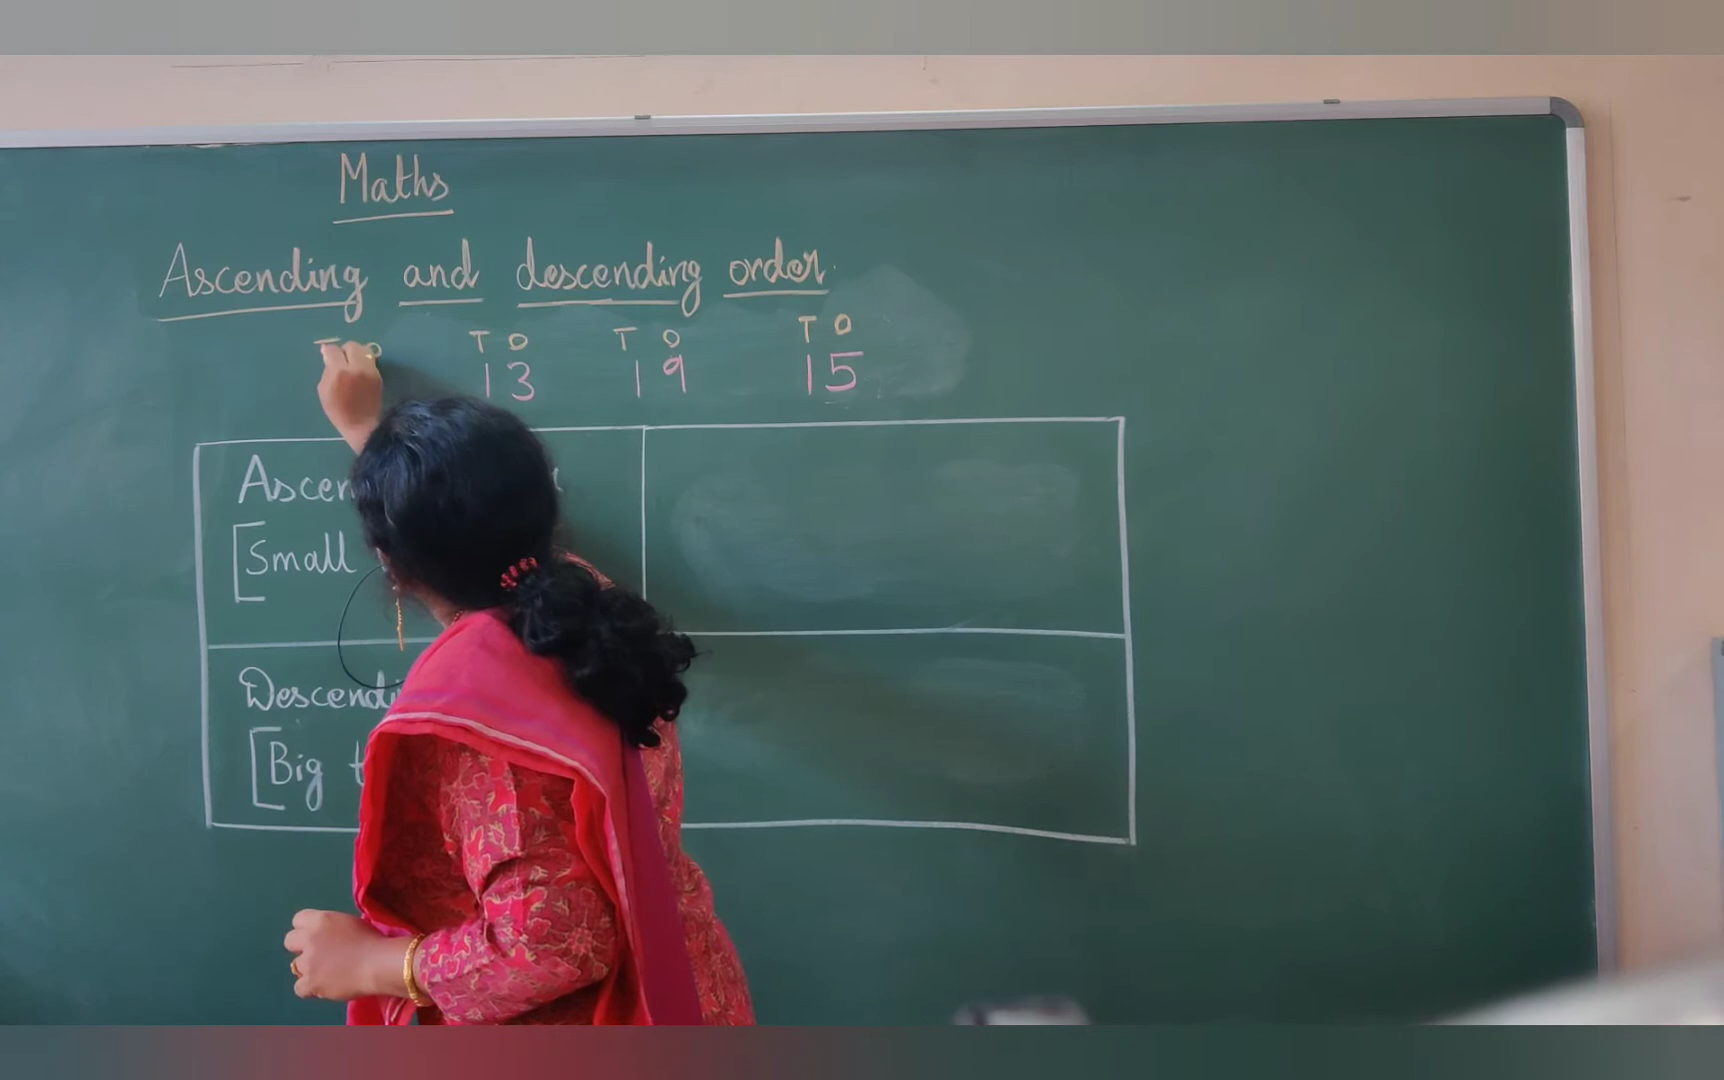 Maths
Ascending and descending order.
T O T O T O T O
13 19 15
Ascen
[Small
Descendi
[Big t